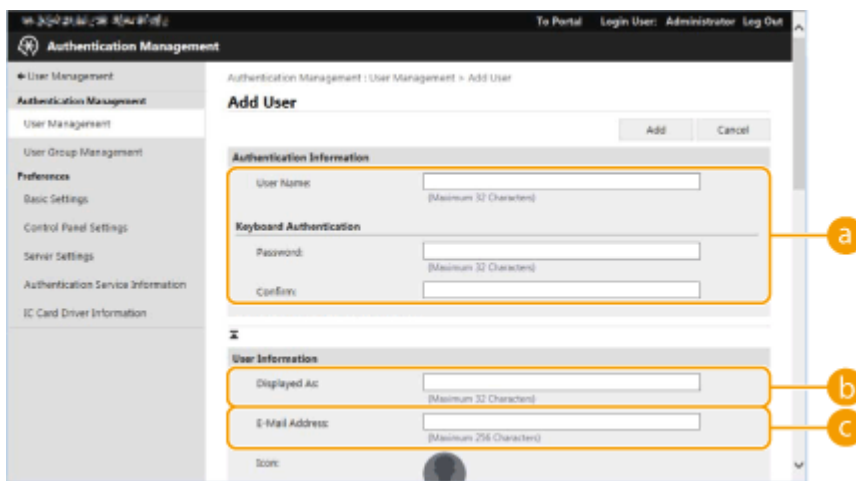 To Portal Login User: Administrator Log Out
Authentication Management
User Management
Authentication Management : User Management > Add User
Authentication Management
Add User
User Management
Add Cancel
User Group Management
Authentication Information
Preferences
User Name:
Basic Settings
(Maximum 32 Characters)
Control Panel Settings
Keyboard Authentication
a
Server Settings
Password:
(Maximum 32 Characters)
Authentication Service Information
Confirm:
IC Card Driver Information
User Information
Displayed As:
b
(Maximum 32 Characters)
E-Mail Address:
c
(Maximum 256 Characters)
Icon: